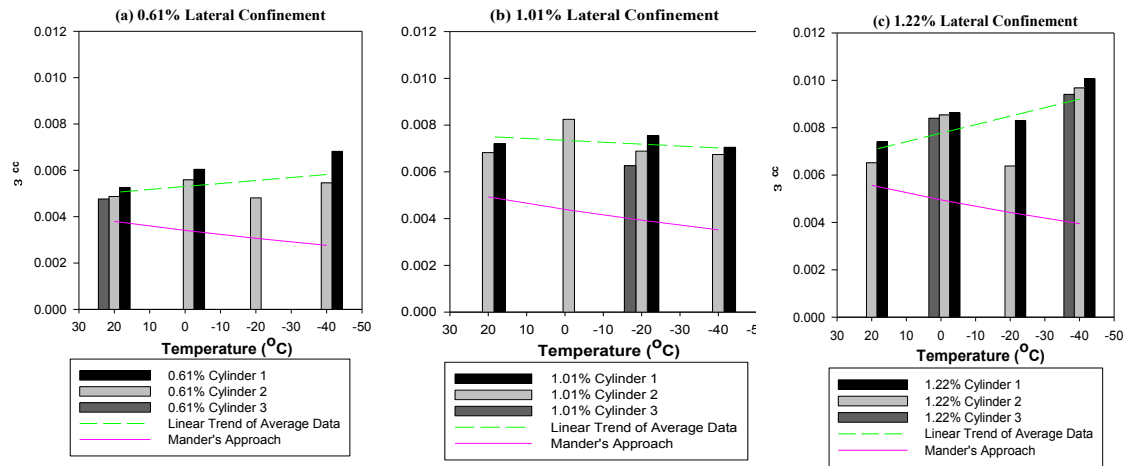 (a) 0.61% Lateral Confinement
0.012
0.010
0.008
0.006
0.004
0.002
0.000
ε cc
30 20 10 0 -10 -20 -30 -40 -50
Temperature (OC)
0.61% Cylinder 1
0.61% Cylinder 2
0.61% Cylinder 3
Linear Trend of Average Data
Mander's Approach
(b) 1.01% Lateral Confinement
0.012
0.010
0.008
0.006
0.004
0.002
0.000
30 20 10 0 -10 -20 -30 -40 -50
Temperature (OC)
1.01% Cylinder 1
1.01% Cylinder 2
1.01% Cylinder 3
Linear Trend of Average Data
Mander's Approach
(c) 1.22% Lateral Confinement
0.012
0.010
0.008
0.006
0.004
0.002
0.000
30 20 10 0 -10 -20 -30 -40 -50
Temperature (OC)
1.22% Cylinder 1
1.22% Cylinder 2
1.22% Cylinder 3
Linear Trend of Average Data
Mander's Approach